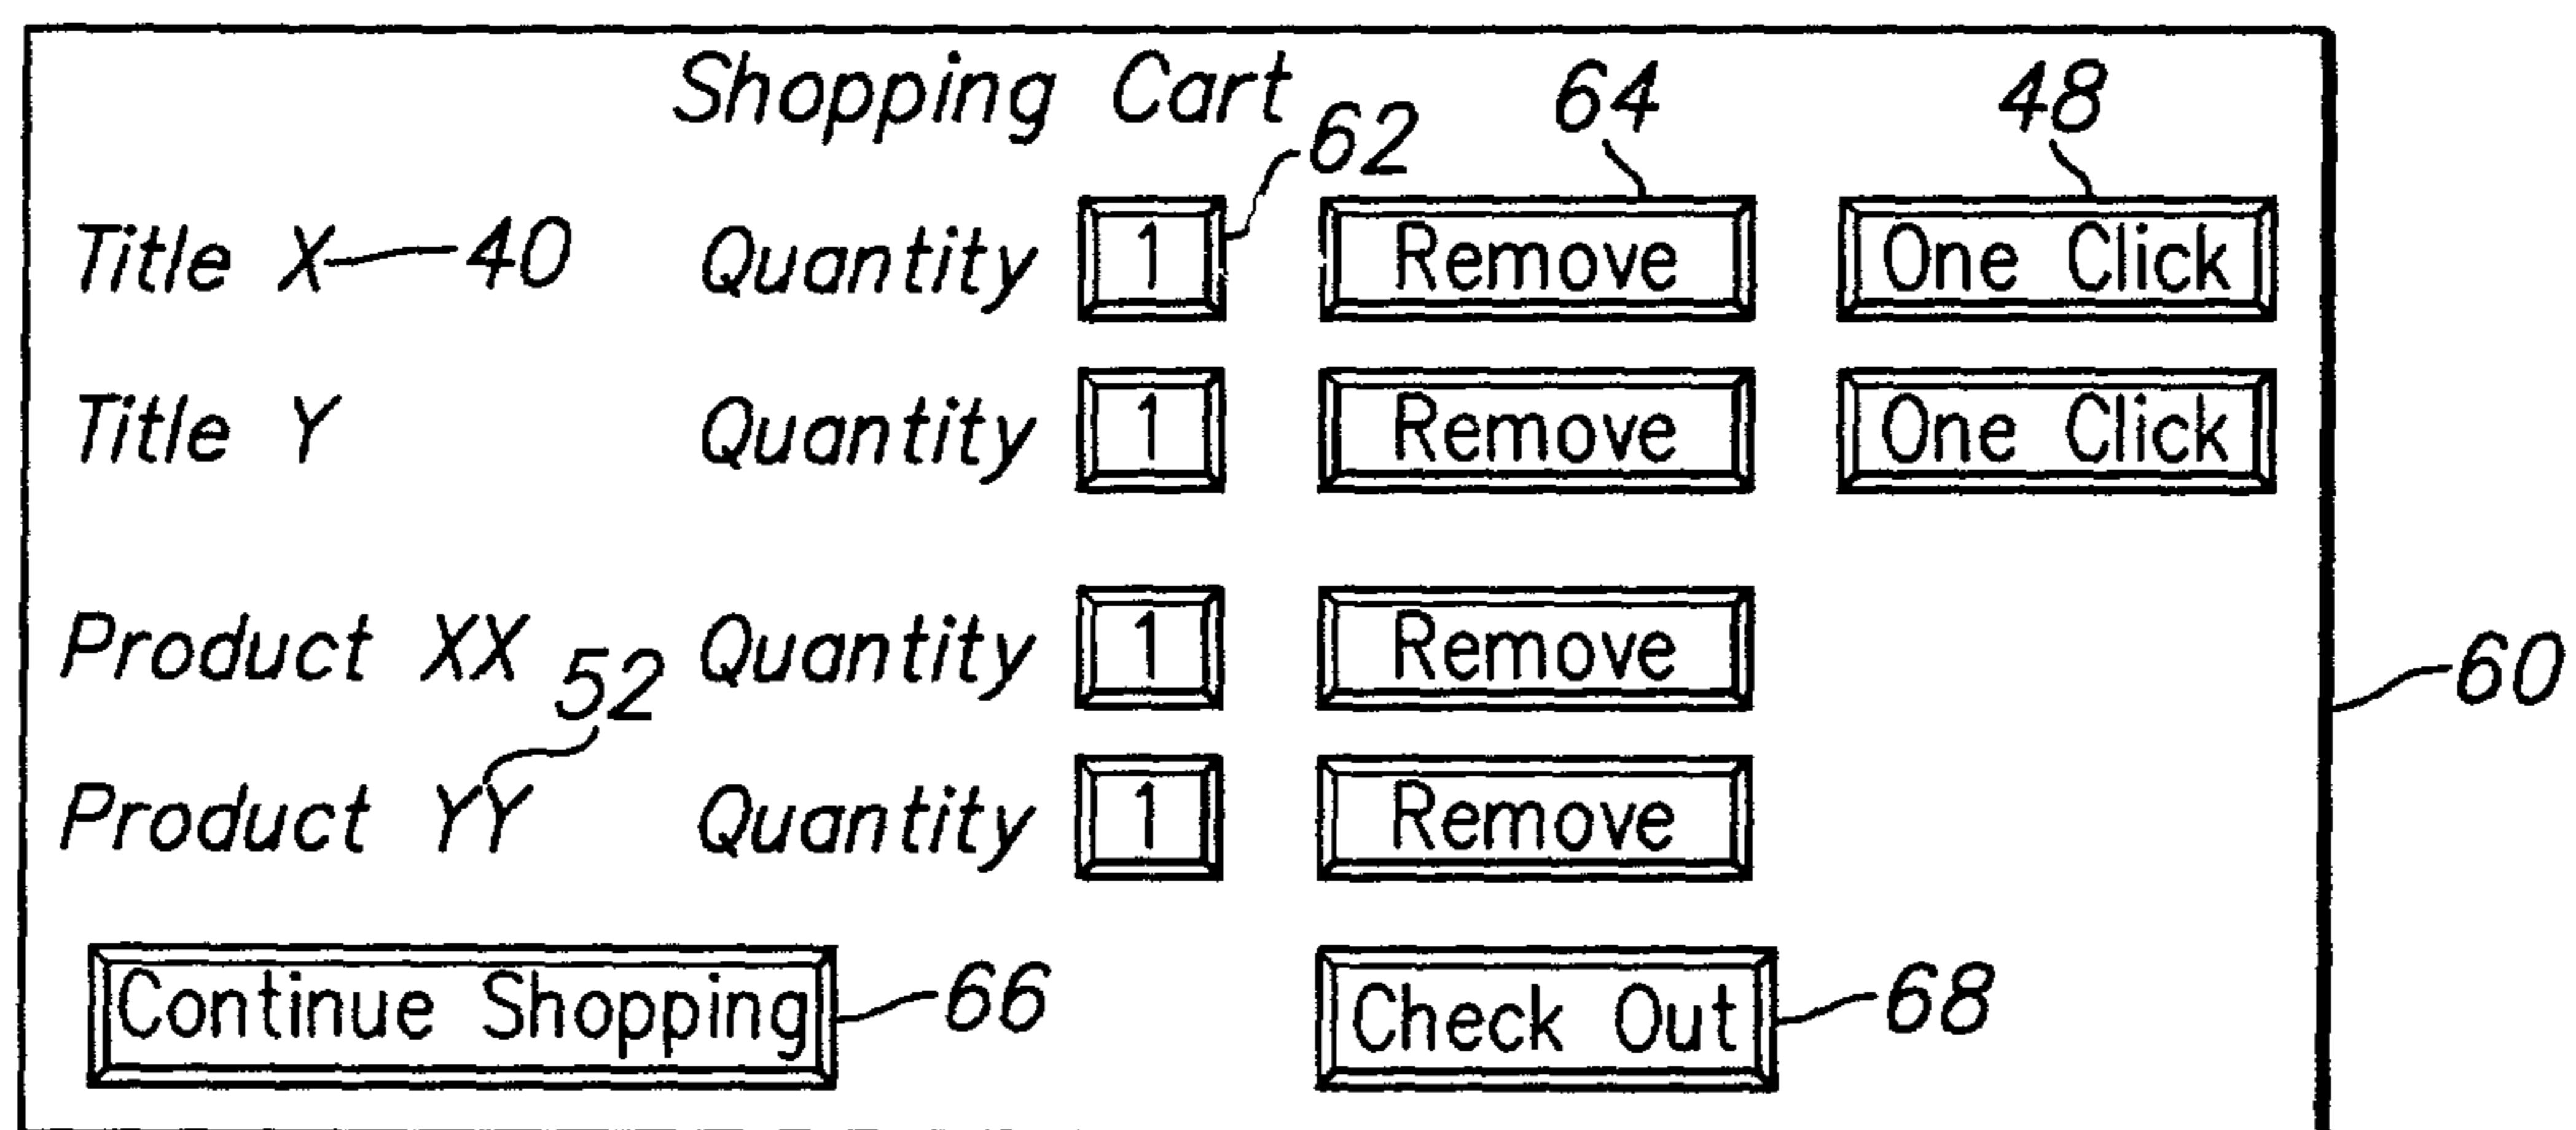 Shopping Cart 62 64 48
Title X 40 Quantity 1 Remove One Click
Title Y Quantity 1 Remove One Click
Product XX 52 Quantity 1 Remove
60
Product YY Quantity 1 Remove
Continue Shopping 66 Check Out 68